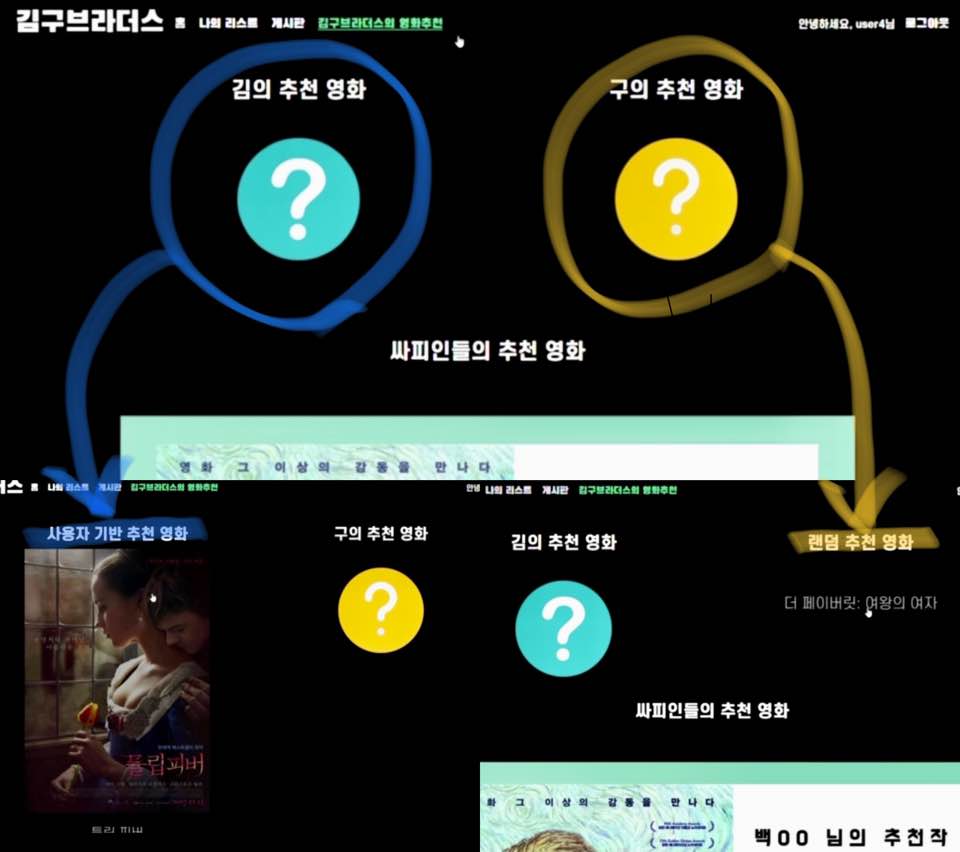 김구브라더스 홈 나의 리스트 게시판 김구브라더스의 영화추천 안녕하세요, user4님 로그아웃
김의 추천 영화 구의 추천 영화
?
?
싸피인들의 추천 영화
영화 그 이상의 감동을 만나다
더스 홈 나의 리스트 게시판 김구브라더스의 영화추천 안녕
사용자 기반 추천 영화 구의 추천 영화
?
튤립피버
나의 리스트 게시판 김구브라더스의 영화추천
김의 추천 영화 랜덤 추천 영화
?
더 페이버릿: 여왕의 여자
싸피인들의 추천 영화
화 그 이상의 감동을 만나다
백OO 님의 추천작